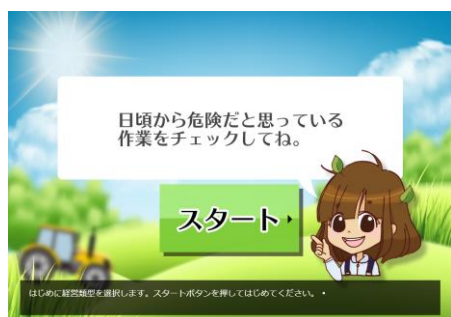 日頃から危険だと思っている
作業をチェックしてね。
スタート
はじめに経営類型を選択します。スタートボタンを押してはじめてください。